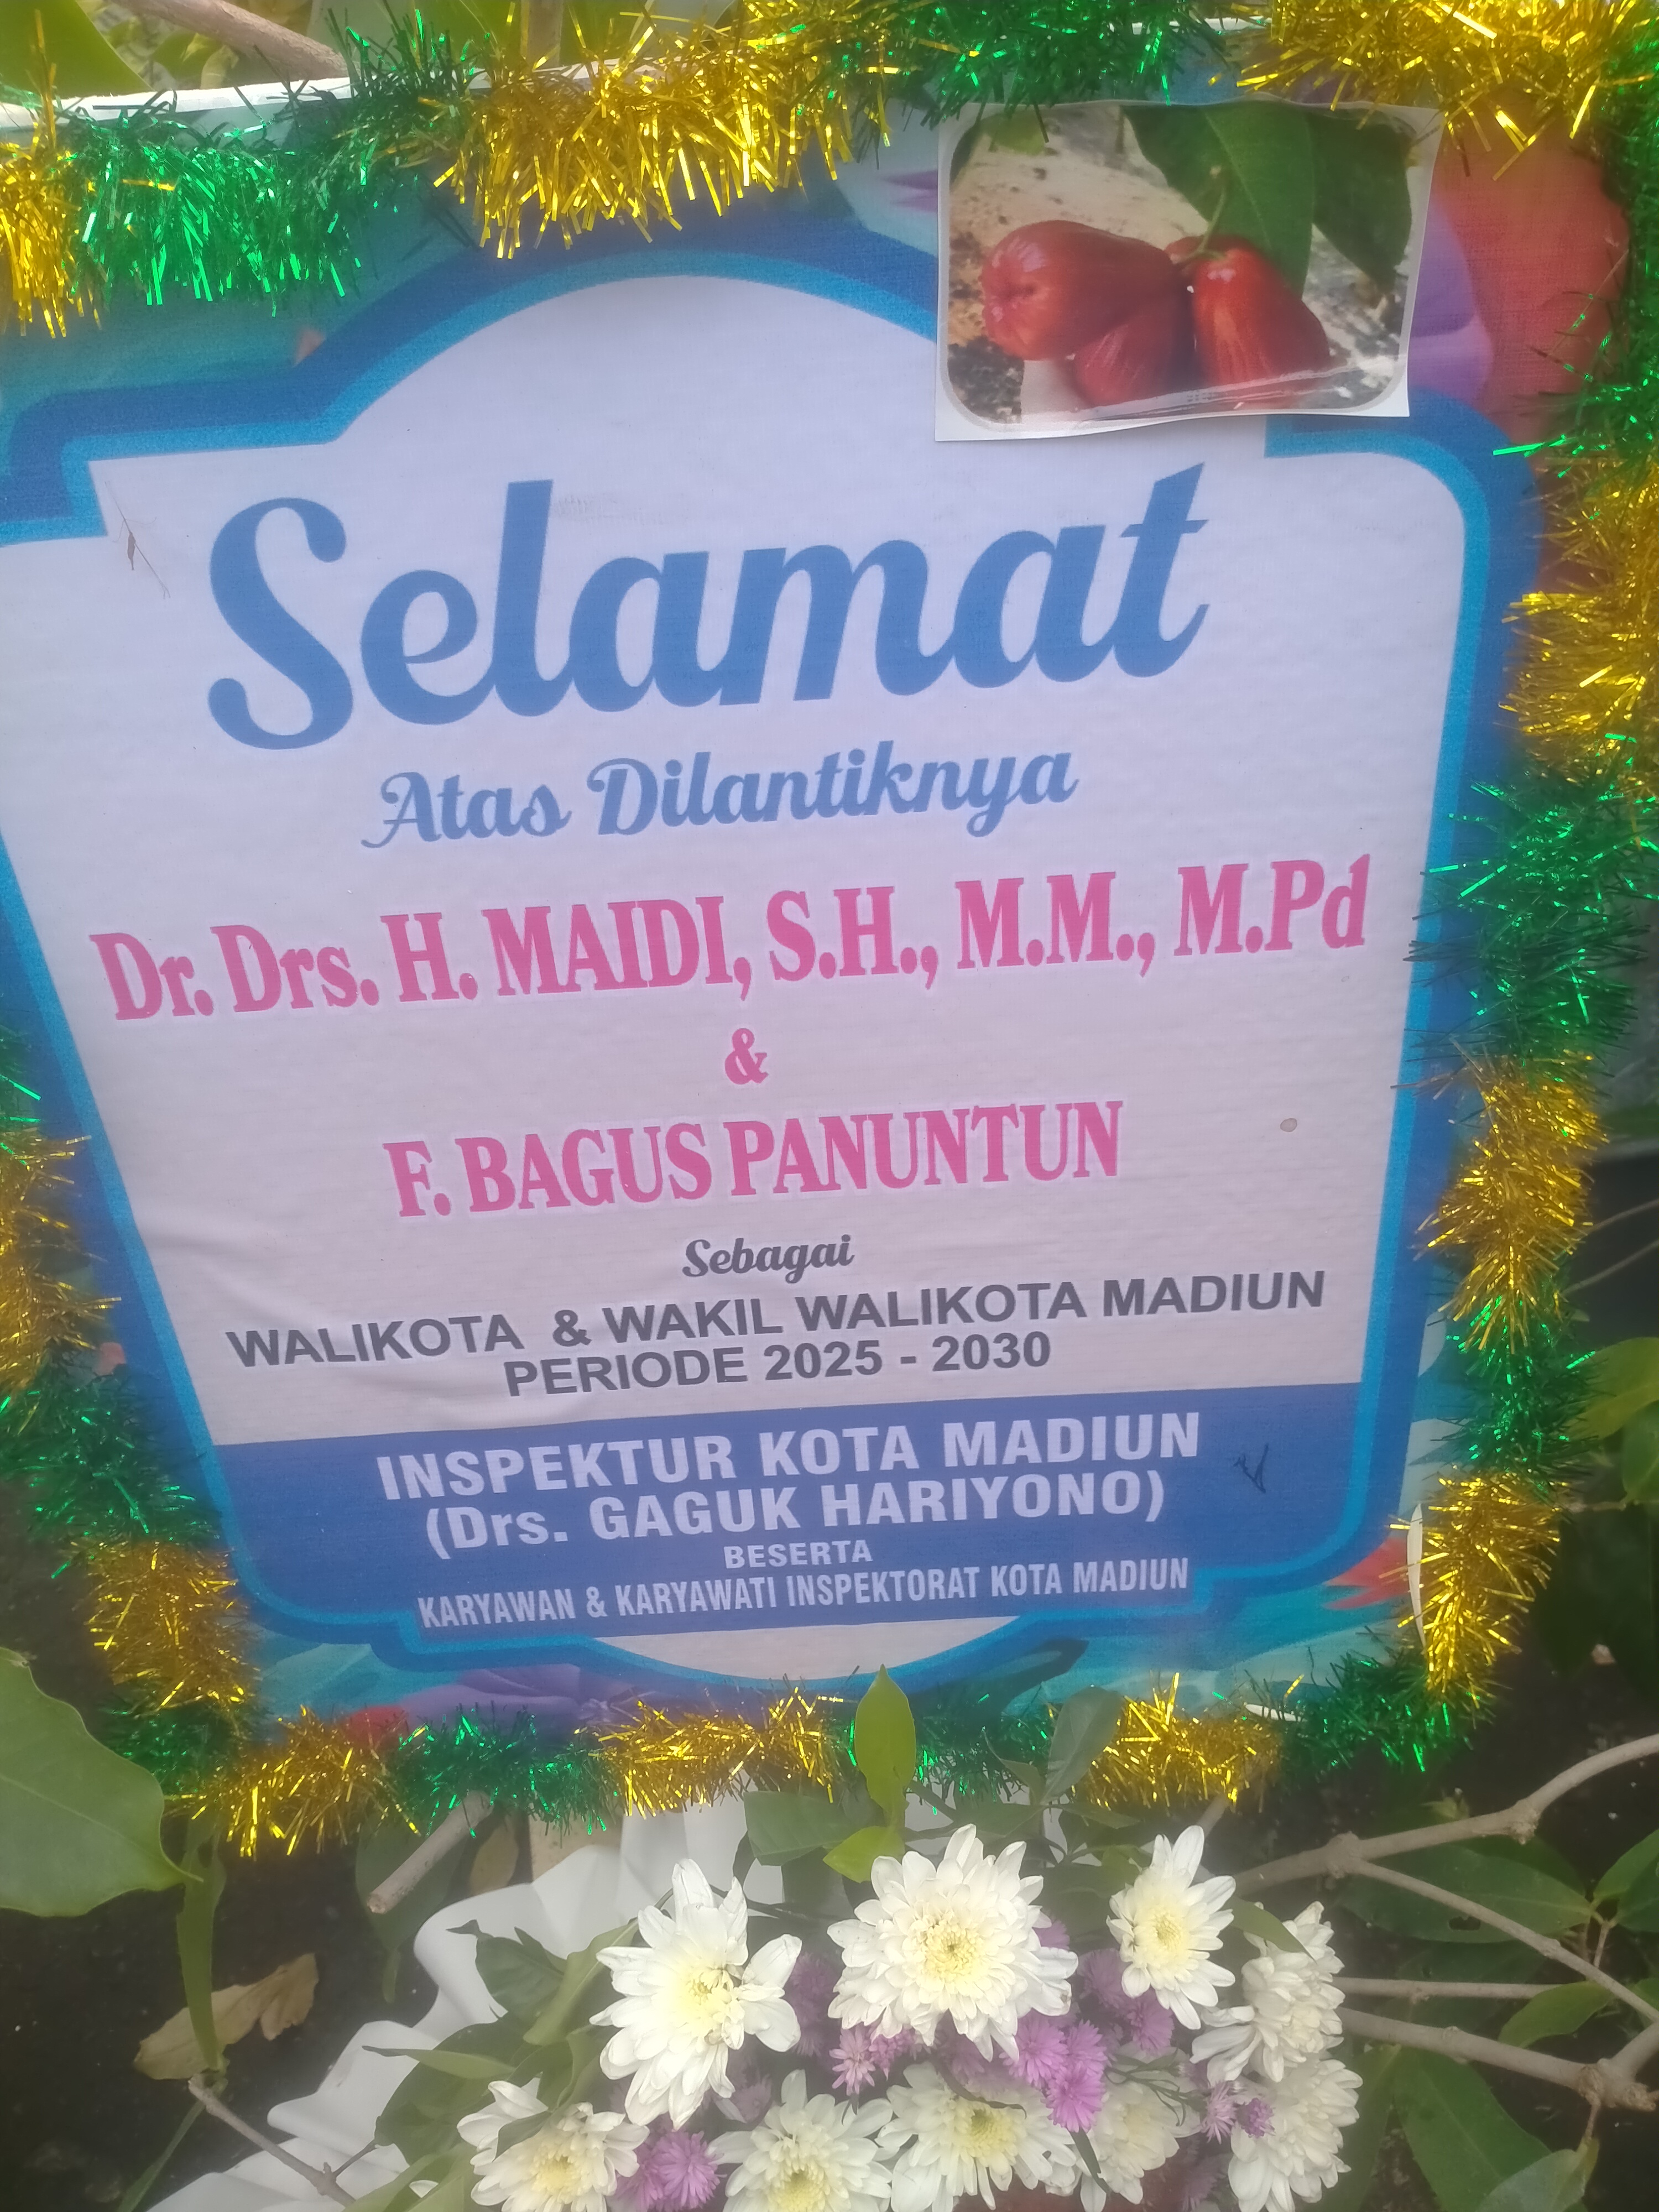 Selamat
Atas Dilantiknya
Dr. Drs. H. MAIDI, S.H., M.M., M.Pd
&
F. BAGUS PANUNTUN
Sebagai
WALIKOTA & WAKIL WALIKOTA MADIUN
PERIODE 2025 - 2030
INSPEKTUR KOTA MADIUN
(Drs. GAGUK HARIYONO)
BESERTA
KARYAWAN & KARYAWATI INSPEKTORAT KOTA MADIUN